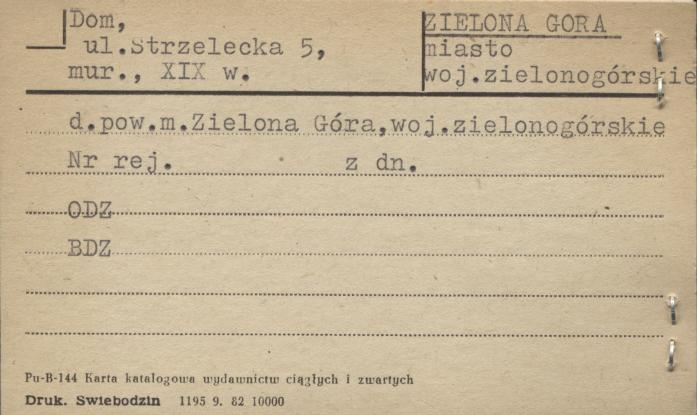 Dom,
ul.Strzelecka 5,
mur., XIX w.
ZIELONA GORA
miasto
woj.zielonogórskie
d.pow.m.Zielona Góra,woj.zielonogórskie
Nr rej. z dn.
ODZ
BDZ
Pu-B-144 Karta katalogowa wydawnictw ciągłych i zwartych
Druk. Swiebodzin 1195 9. 82 10000